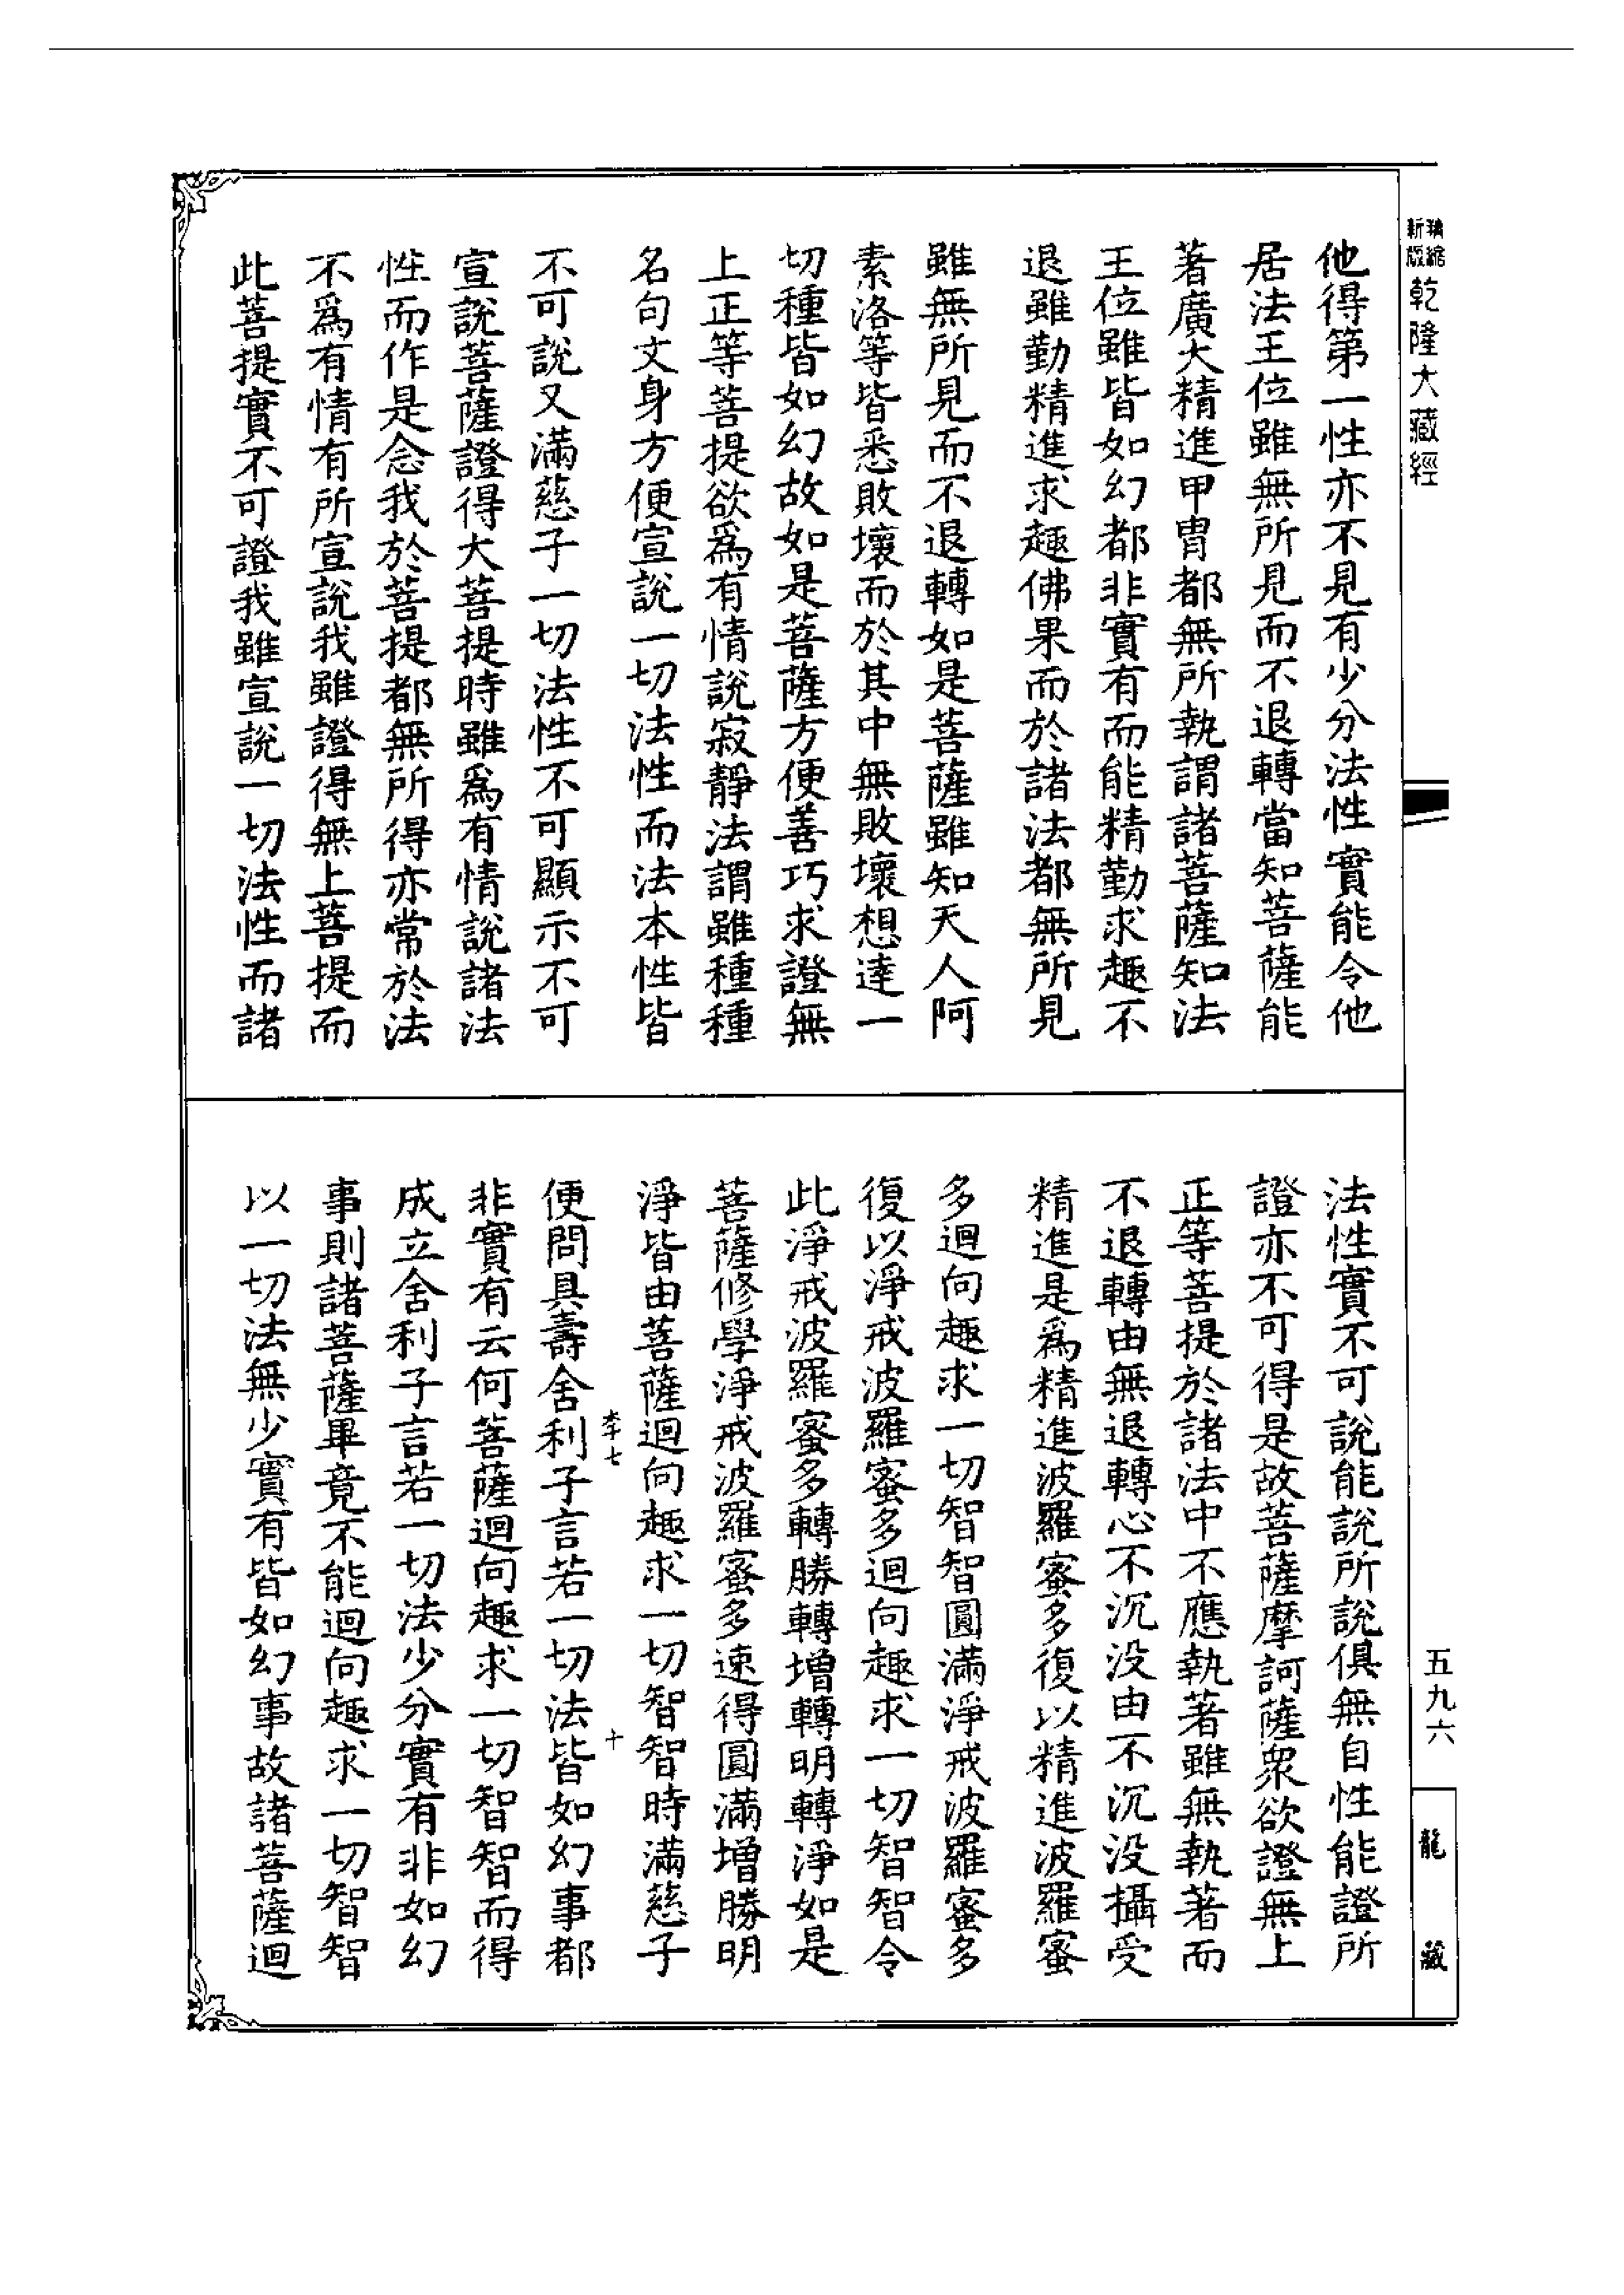 新版精縮
乾隆大藏經
他得第一性亦不見有少分法性實能令他
居法王位雖無所見而不退轉當知菩薩能
著廣大精進甲冑都無所執謂諸菩薩知法
王位雖皆如幻都非實有而能精勤求趣不
退雖勤精進求趣佛果而於諸法都無所見
雖無所見而不退轉如是菩薩雖知天人阿
素洛等皆悉敗壞而於其中無敗壞想達一
切種皆如幻故如是菩薩方便善巧求證無
上正等菩提欲爲有情說寂靜法謂雖種種
名句文身方便宣說一切法性而法本性皆
不可說又滿慈子一切法性不可顯示不可
宣說菩薩證得大菩提時雖爲有情說諸法
性而作是念我於菩提都無所得亦常於法
不爲有情有所宣說我雖證得無上菩提而
此菩提實不可證我雖宣說一切法性而諸
法性實不可說能說所說俱無自性能證所
證亦不可得是故菩薩摩訶薩衆欲證無上
正等菩提於諸法中不應執著雖無執著而
不退轉由無退轉心不沉没由不沉没攝受
精進是爲精進波羅蜜多復以精進波羅蜜
多迴向趣求一切智智圓滿淨戒波羅蜜多
復以淨戒波羅蜜多迴向趣求一切智智令
此淨戒波羅蜜多轉勝轉增轉明轉淨如是
菩薩修學淨戒波羅蜜多速得圓滿增勝明
淨皆由菩薩迴向趣求一切智智時滿慈子
李七
十
便問具壽舍利子言若一切法皆如幻事都
非實有云何菩薩迴向趣求一切智智而得
成立舍利子言若一切法少分實有非如幻
事則諸菩薩畢竟不能迴向趣求一切智智
以一切法無少實有皆如幻事故諸菩薩迴
五九六
龍藏